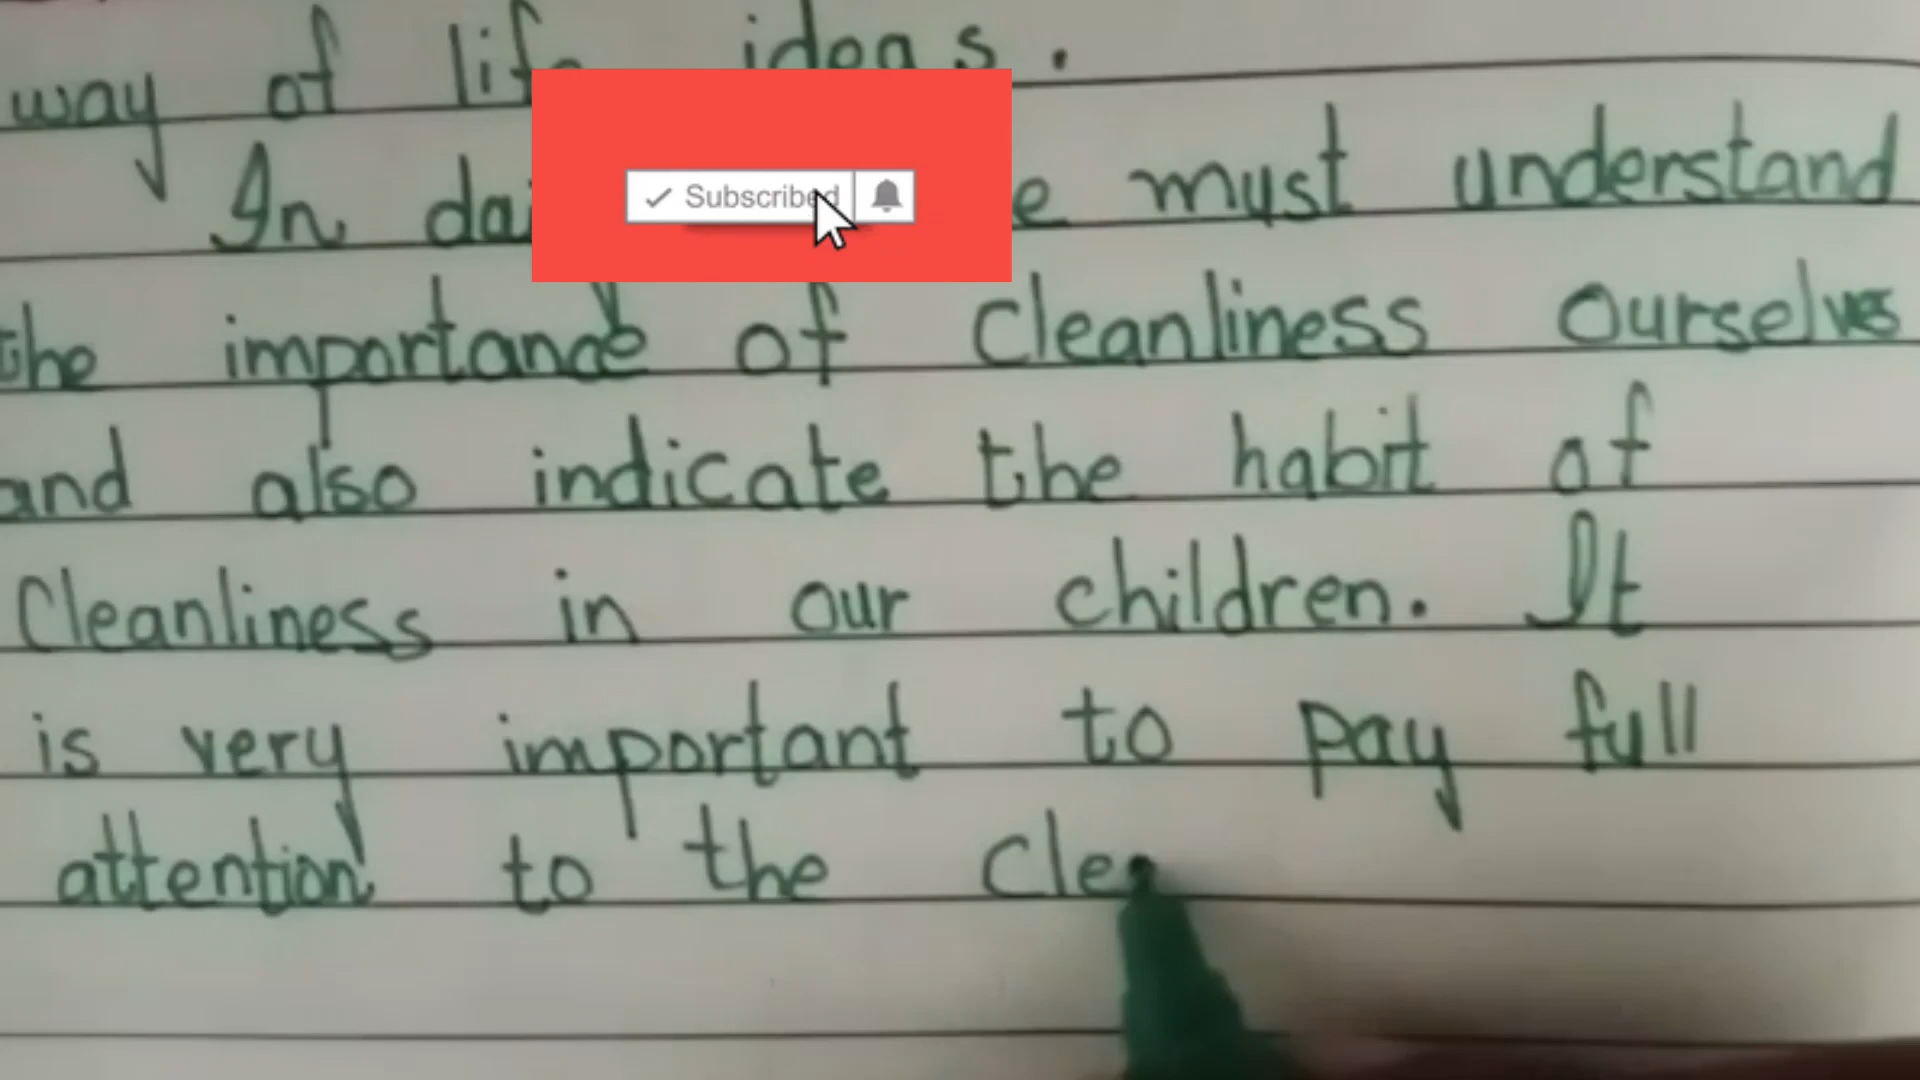 way of life ideas.
In dai
Subscribed
must understand
the importance of Cleanliness Ourselves
and also indicate the habit of
Cleanliness in our children. It
is very important to pay full
attention to the Cle